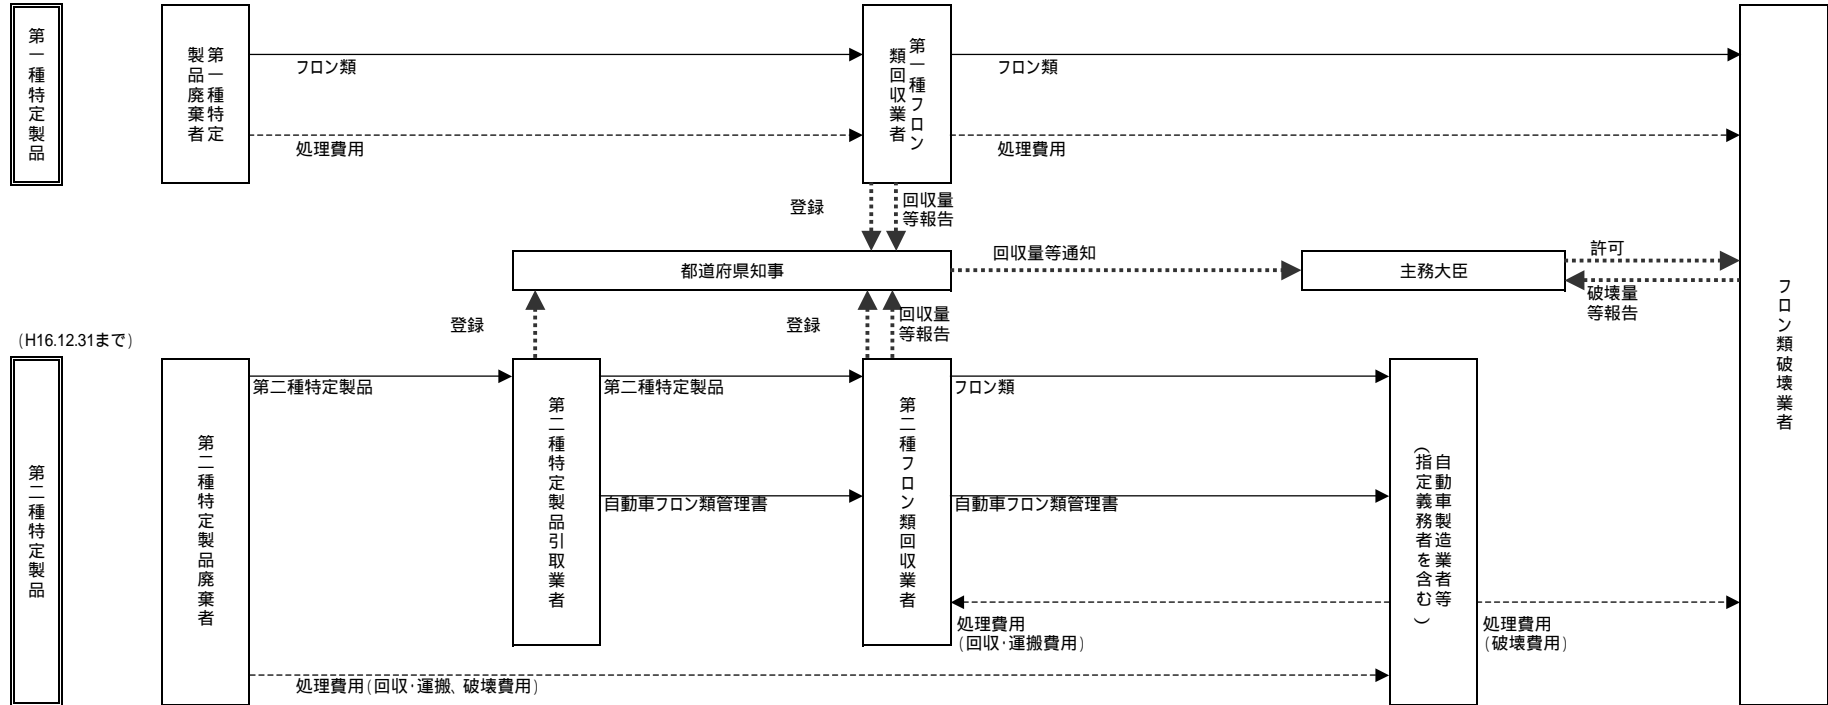 第一種特定製品
第一種特定
製品廃棄者
フロン類
処理費用
第一種フロン
類回収業者
フロン類
処理費用
登録
回収量
等報告
都道府県知事
回収量等通知
主務大臣
許可
破壊量
等報告
フロン類破壊業者
登録
登録
回収量
等報告
(H16.12.31まで)
第二種特定製品
第二種特定製品廃棄者
第二種特定製品
第二種特定製品引取業者
第二種特定製品
自動車フロン類管理書
第二種フロン類回収業者
フロン類
自動車フロン類管理書
処理費用
(回収・運搬費用)
自動車製造業者等
(指定義務者を含む)
処理費用
(破壊費用)
処理費用(回収・運搬、破壊費用)